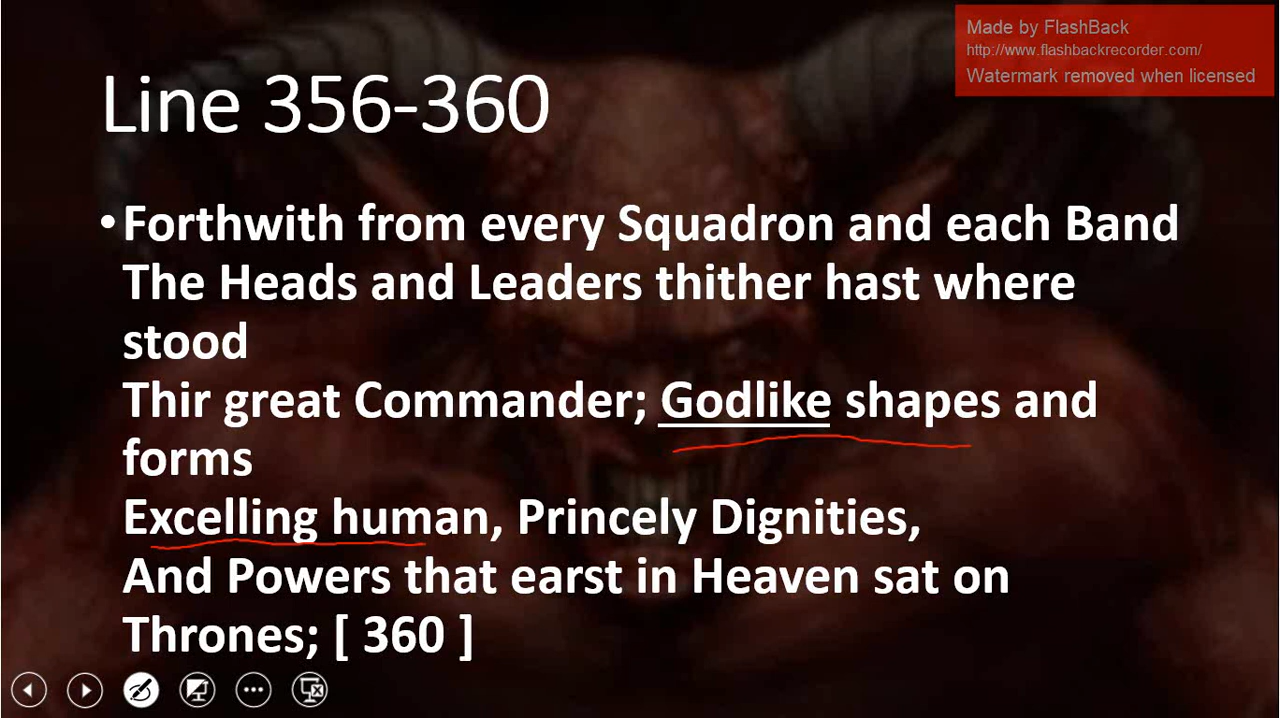 Made by FlashBack
http://www.flashbackrecorder.com/
Watermark removed when licensed
Line 356-360
•Forthwith from every Squadron and each Band
The Heads and Leaders thither hast where
stood
Thir great Commander; Godlike shapes and
forms
Excelling human, Princely Dignities,
And Powers that earst in Heaven sat on
Thrones; [ 360 ]